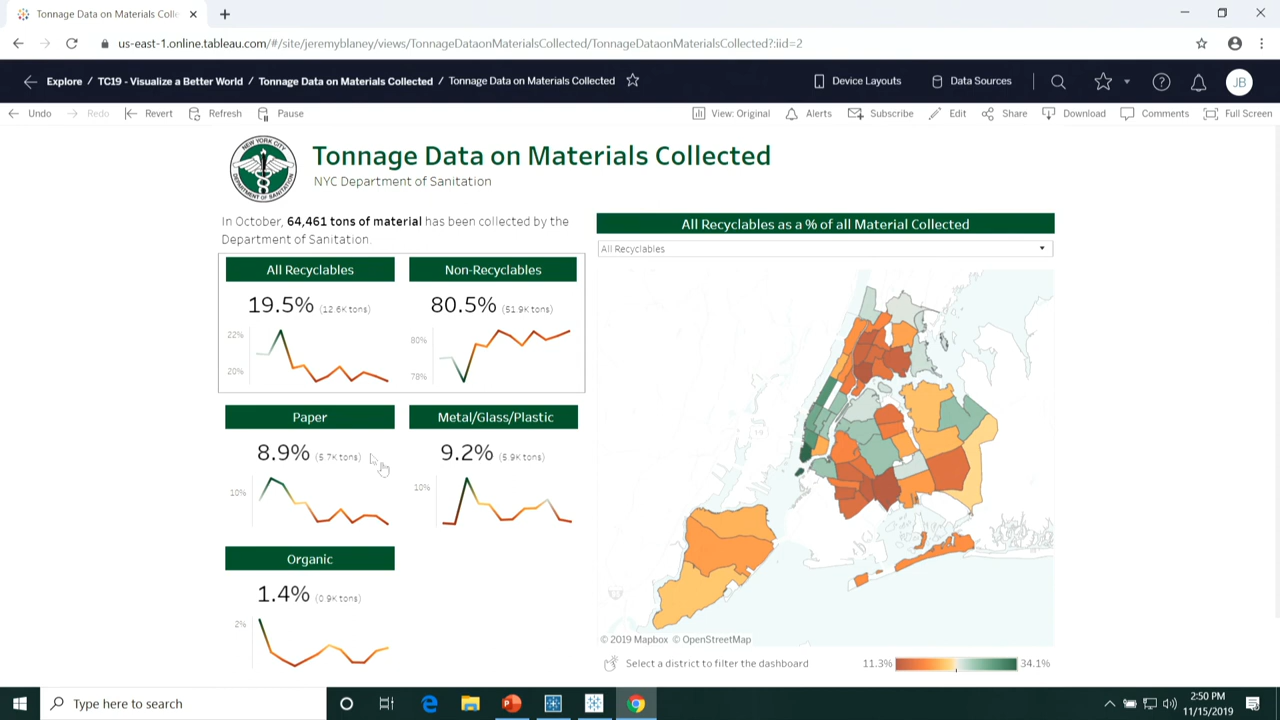 Tonnage Data on Materials Colle
us-east-1.online.tableau.com/#/site/jeremyblaney/views/TonnageDataonMaterialsCollected/TonnageDataonMaterialsCollected?:iid=2
Explore / TC19 - Visualize a Better World / Tonnage Data on Materials Collected / Tonnage Data on Materials Collected
Device Layouts
Data Sources
JB
Undo
Redo
Revert
Refresh
Pause
View: Original
Alerts
Subscribe
Edit
Share
Download
Comments
Full Screen
NEW YORK CITY
DEPARTMENT OF SANITATION
Tonnage Data on Materials Collected
NYC Department of Sanitation
In October, 64,461 tons of material has been collected by the
Department of Sanitation.
All Recyclables
19.5% (12.6K tons)
22%
20%
Non-Recyclables
80.5% (51.9K tons)
80%
78%
Paper
8.9% (5.7K tons)
10%
Metal/Glass/Plastic
9.2% (5.9K tons)
10%
Organic
1.4% (0.9K tons)
2%
All Recyclables as a % of all Material Collected
All Recyclables
© 2019 Mapbox © OpenStreetMap
Select a district to filter the dashboard
11.3%
34.1%
Type here to search
2:50 PM
11/15/2019